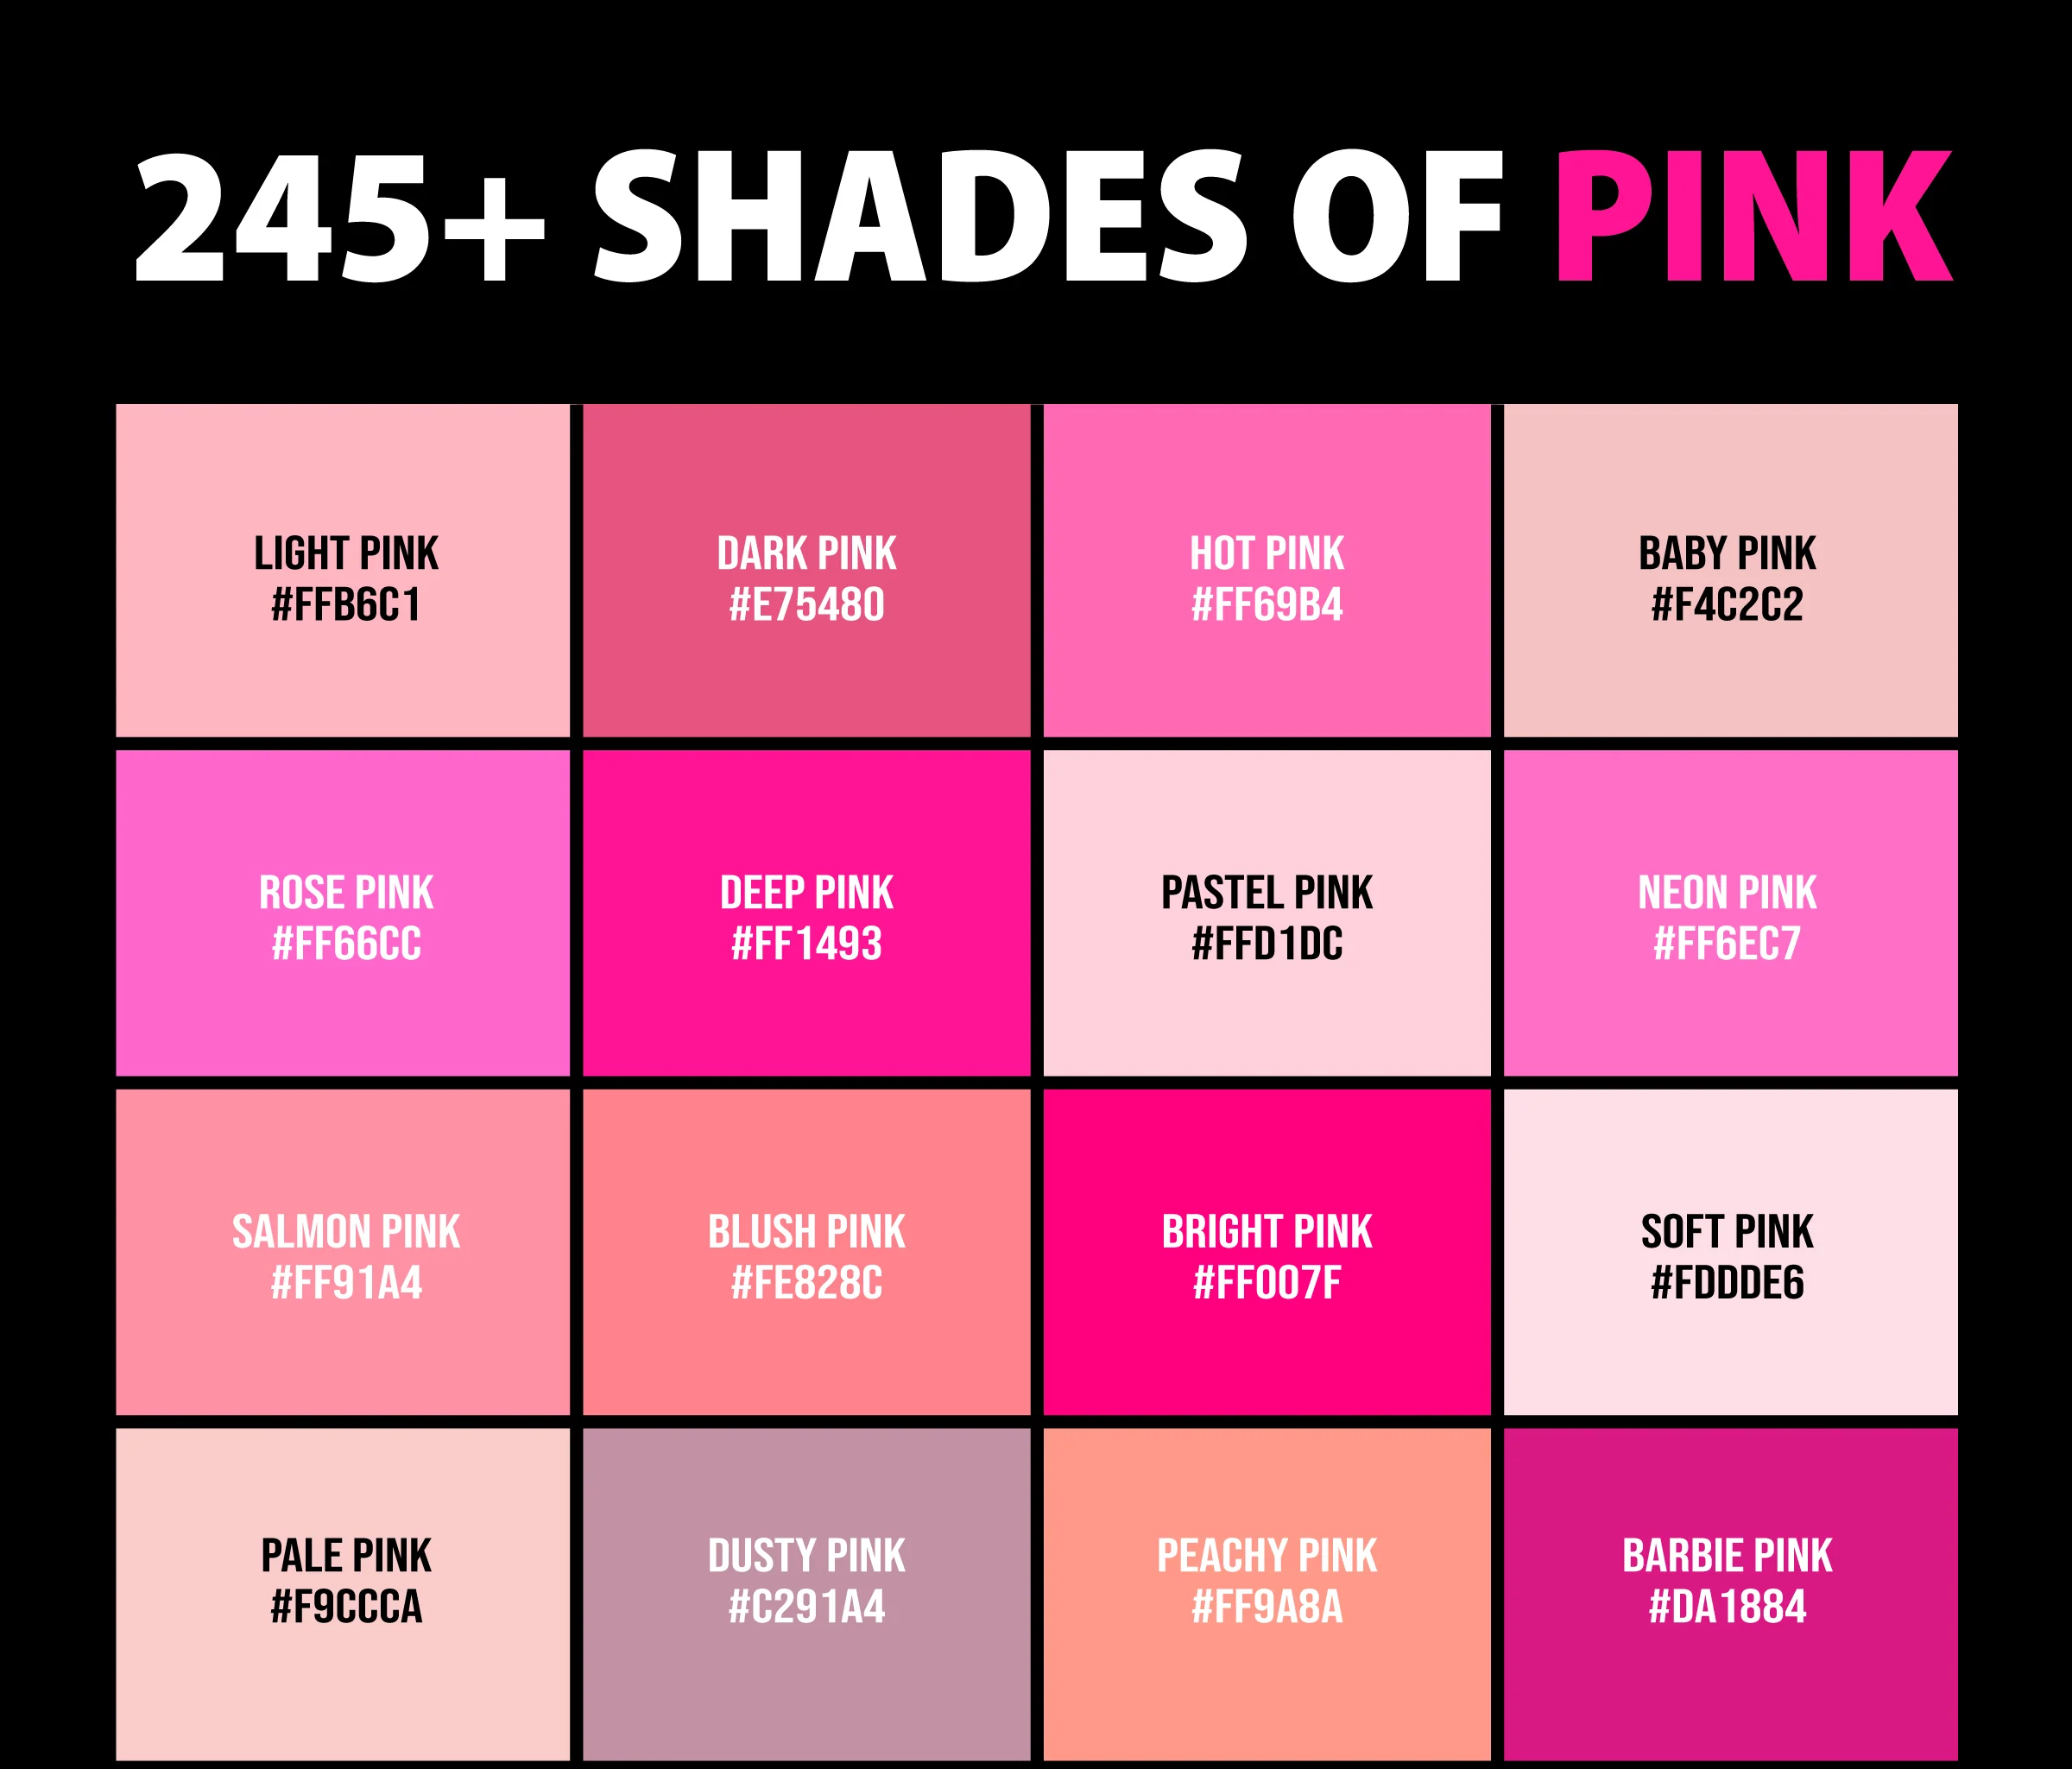 245+ SHADES OF PINK
LIGHT PINK
#FFB6C1
DARK PINK
#E75480
HOT PINK
#FF69B4
BABY PINK
#F4C2C2
ROSE PINK
#FF66CC
DEEP PINK
#FF1493
PASTEL PINK
#FFD1DC
NEON PINK
#FF6EC7
SALMON PINK
#FF91A4
BLUSH PINK
#FE828C
BRIGHT PINK
#FF007F
SOFT PINK
#FDDDE6
PALE PINK
#F9CCCA
DUSTY PINK
#C291A4
PEACHY PINK
#FF9A8A
BARBIE PINK
#DA1884